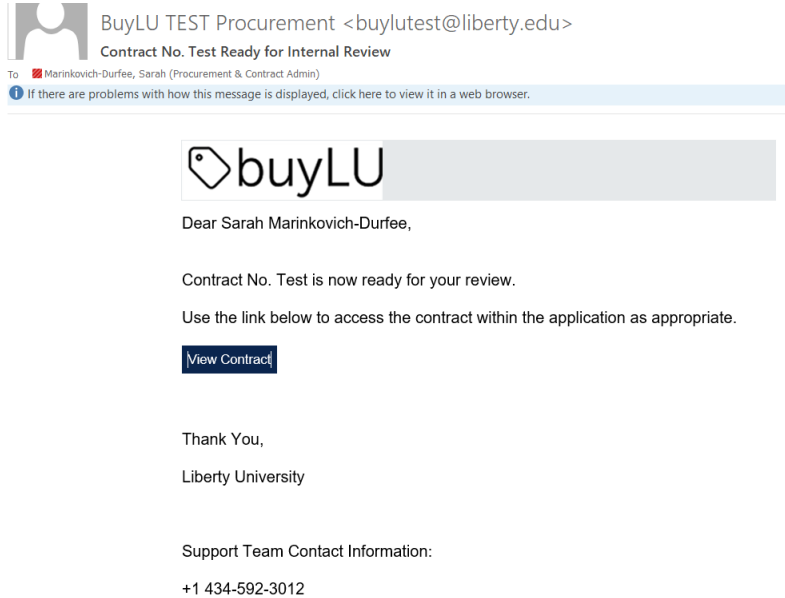 BuyLU TEST Procurement <buylutest@liberty.edu>
Contract No. Test Ready for Internal Review
To Marinkovich-Durfee, Sarah (Procurement & Contract Admin)
If there are problems with how this message is displayed, click here to view it in a web browser.
buyLU
Dear Sarah Marinkovich-Durfee,
Contract No. Test is now ready for your review.
Use the link below to access the contract within the application as appropriate.
View Contract
Thank You,
Liberty University
Support Team Contact Information:
+1 434-592-3012